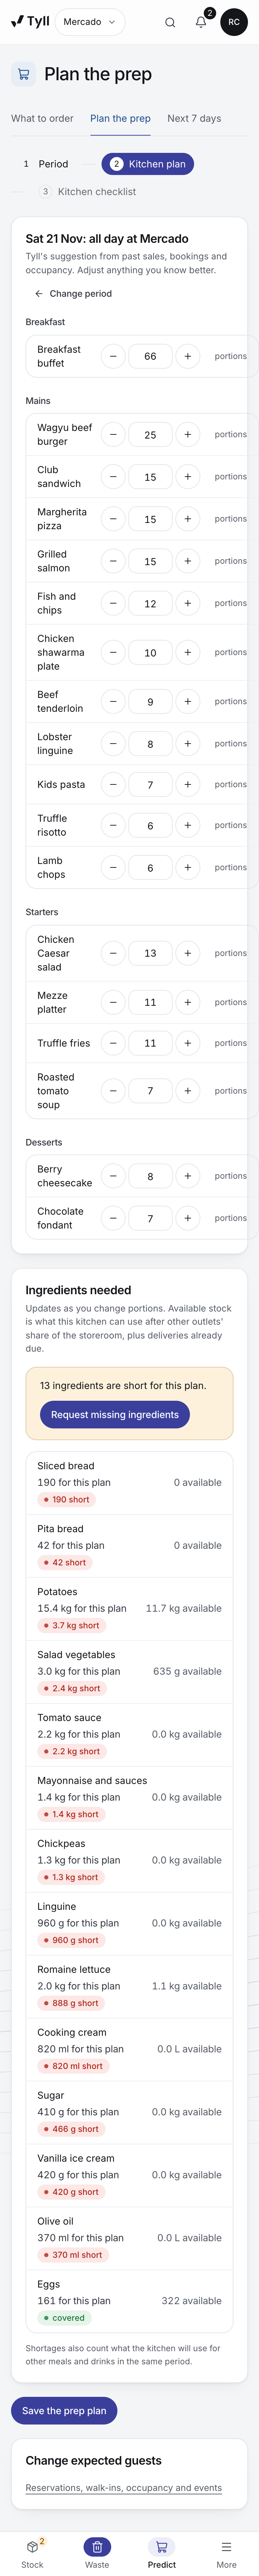 Tyll Mercado 2 RC
Plan the prep
What to order Plan the prep Next 7 days
1 Period 2 Kitchen plan
3 Kitchen checklist
Sat 21 Nov: all day at Mercado
Tyll's suggestion from past sales, bookings and
occupancy. Adjust anything you know better.
← Change period
Breakfast
Breakfast
buffet
− 66 + portions
Mains
Wagyu beef
burger
− 25 + portions
Club
sandwich
− 15 + portions
Margherita
pizza
− 15 + portions
Grilled
salmon
− 15 + portions
Fish and
chips
− 12 + portions
Chicken
shawarma
plate
− 10 + portions
Beef
tenderloin
− 9 + portions
Lobster
linguine
− 8 + portions
Kids pasta − 7 + portions
Truffle
risotto
− 6 + portions
Lamb
chops
− 6 + portions
Starters
Chicken
Caesar
salad
− 13 + portions
Mezze
platter
− 11 + portions
Truffle fries − 11 + portions
Roasted
tomato
soup
− 7 + portions
Desserts
Berry
cheesecake
− 8 + portions
Chocolate
fondant
− 7 + portions
Ingredients needed
Updates as you change portions. Available stock
is what this kitchen can use after other outlets'
share of the storeroom, plus deliveries already
due.
13 ingredients are short for this plan.
Request missing ingredients
Sliced bread
190 for this plan 0 available
190 short
Pita bread
42 for this plan 0 available
42 short
Potatoes
15.4 kg for this plan 11.7 kg available
3.7 kg short
Salad vegetables
3.0 kg for this plan 635 g available
2.4 kg short
Tomato sauce
2.2 kg for this plan 0.0 kg available
2.2 kg short
Mayonnaise and sauces
1.4 kg for this plan 0.0 kg available
1.4 kg short
Chickpeas
1.3 kg for this plan 0.0 kg available
1.3 kg short
Linguine
960 g for this plan 0.0 kg available
960 g short
Romaine lettuce
2.0 kg for this plan 1.1 kg available
888 g short
Cooking cream
820 ml for this plan 0.0 L available
820 ml short
Sugar
410 g for this plan 0.0 kg available
466 g short
Vanilla ice cream
420 g for this plan 0.0 kg available
420 g short
Olive oil
370 ml for this plan 0.0 L available
370 ml short
Eggs
161 for this plan 322 available
covered
Shortages also count what the kitchen will use for
other meals and drinks in the same period.
Save the prep plan
Change expected guests
Reservations, walk-ins, occupancy and events
2
Stock Waste Predict More